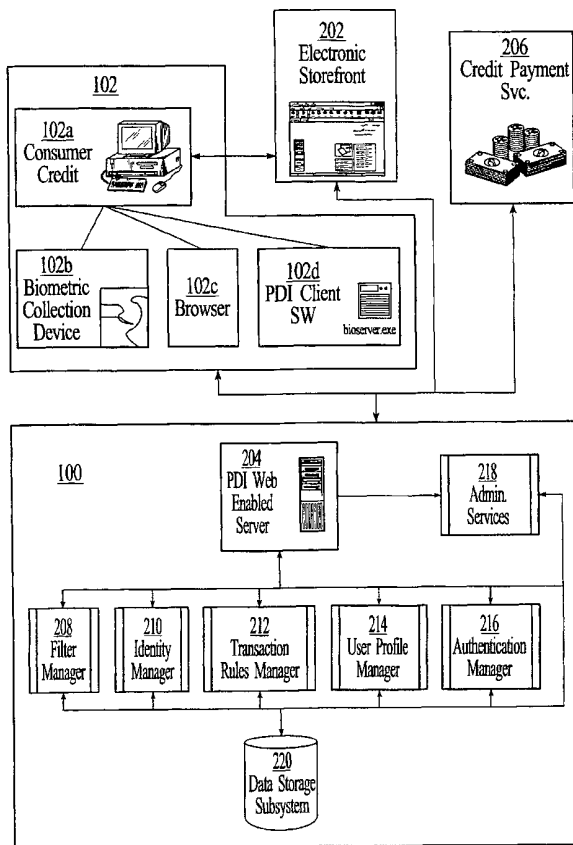 202
Electronic
Storefront
206
Credit Payment
Svc.
102
102a
Consumer
Credit
102b
Biometric
Collection
Device
102c
Browser
102d
PDI Client
SW
bioserver.exe
100
204
PDI Web
Enabled
Server
218
Admin.
Services
208
Filter
Manager
210
Identity
Manager
212
Transaction
Rules Manager
214
User Profile
Manager
216
Authentication
Manager
220
Data Storage
Subsystem